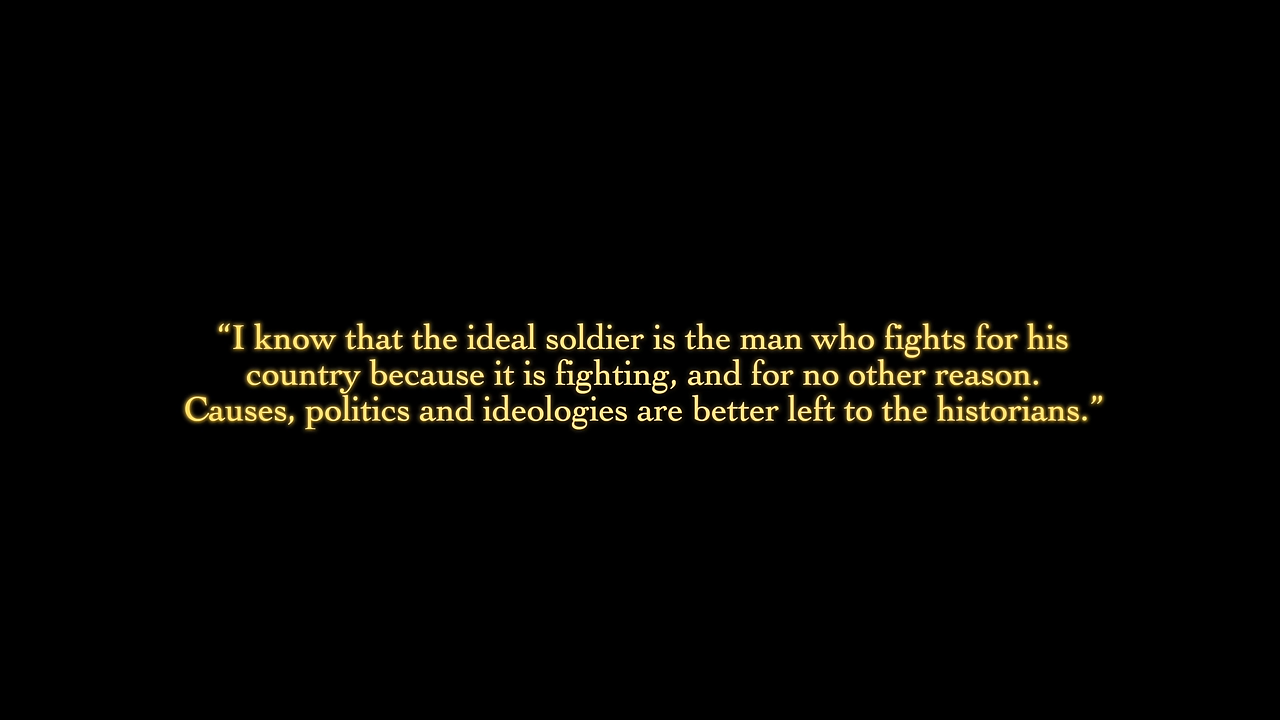 “I know that the ideal soldier is the man who fights for his
country because it is fighting, and for no other reason.
Causes, politics and ideologies are better left to the historians.”